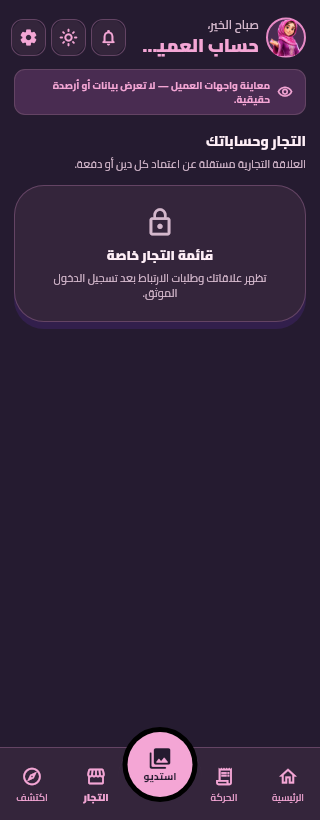 صباح الخير،
حساب العميـ...
معاينة واجهات العميل — لا تعرض بيانات أو أرصدة
حقيقية.
التجار وحساباتك
العلاقة التجارية مستقلة عن اعتماد كل دين أو دفعة.
قائمة التجار خاصة
تظهر علاقاتك وطلبات الارتباط بعد تسجيل الدخول
الموثق.
الرئيسية
الحركة
استديو
التجار
اكتشف